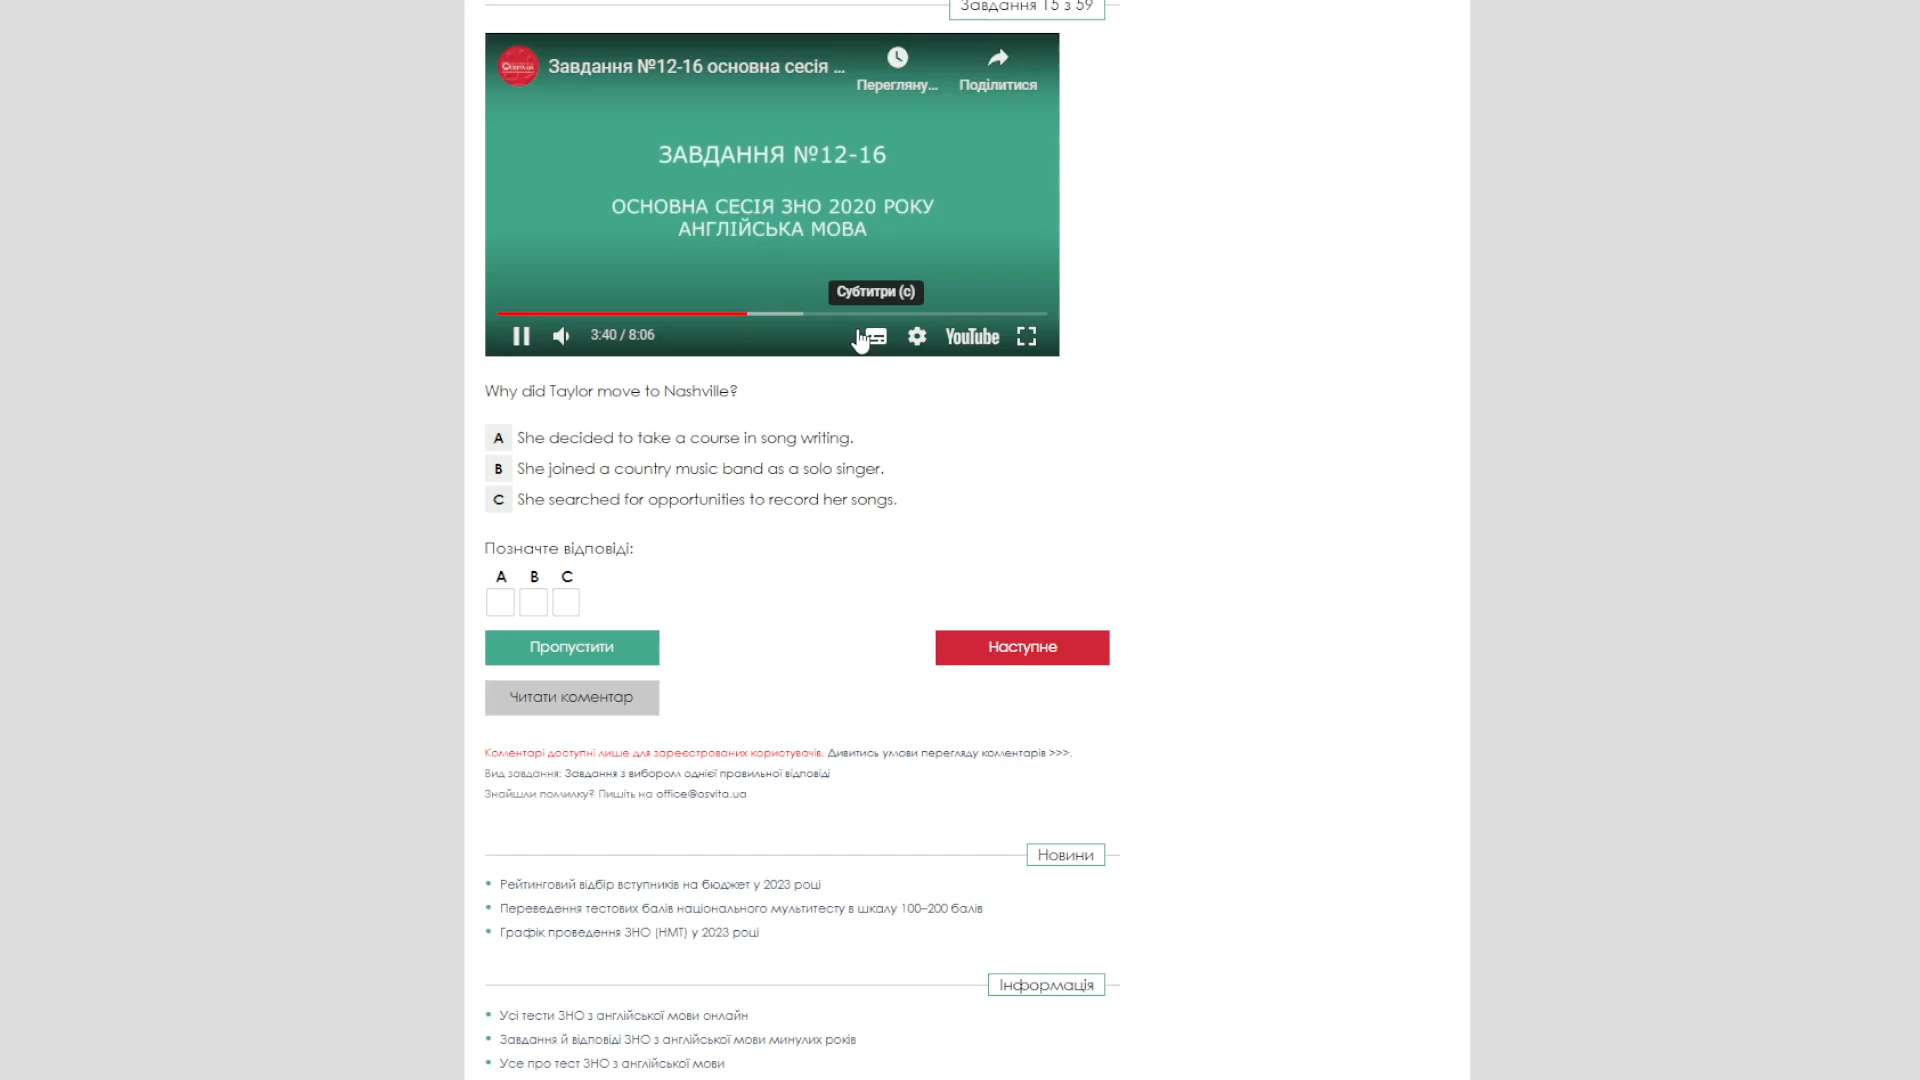 Завдання 15 з 59
Завдання №12-16 основна сесія ...
Перегляну...
Поділитися
ЗАВДАННЯ №12-16
ОСНОВНА СЕСІЯ ЗНО 2020 РОКУ
АНГЛІЙСЬКА МОВА
Субтитри (c)
3:40 / 8:06
YouTube
Why did Taylor move to Nashville?
A She decided to take a course in song writing.
B She joined a country music band as a solo singer.
C She searched for opportunities to record her songs.
Позначте відповіді:
A B C
Пропустити
Наступне
Читати коментар
Коментарі доступні лише для зареєстрованих користувачів. Дивитись умови перегляду коментарів >>>.
Вид завдання: Завдання з вибором однієї правильної відповіді
Знайшли помилку? Пишіть на office@osvita.ua
Новини
• Рейтинговий відбір вступників на бюджет у 2023 році
• Переведення тестових балів національного мультитесту в шкалу 100–200 балів
• Графік проведення ЗНО (НМТ) у 2023 році
Інформація
• Усі тести ЗНО з англійської мови онлайн
• Завдання й відповіді ЗНО з англійської мови минулих років
• Усе про тест ЗНО з англійської мови